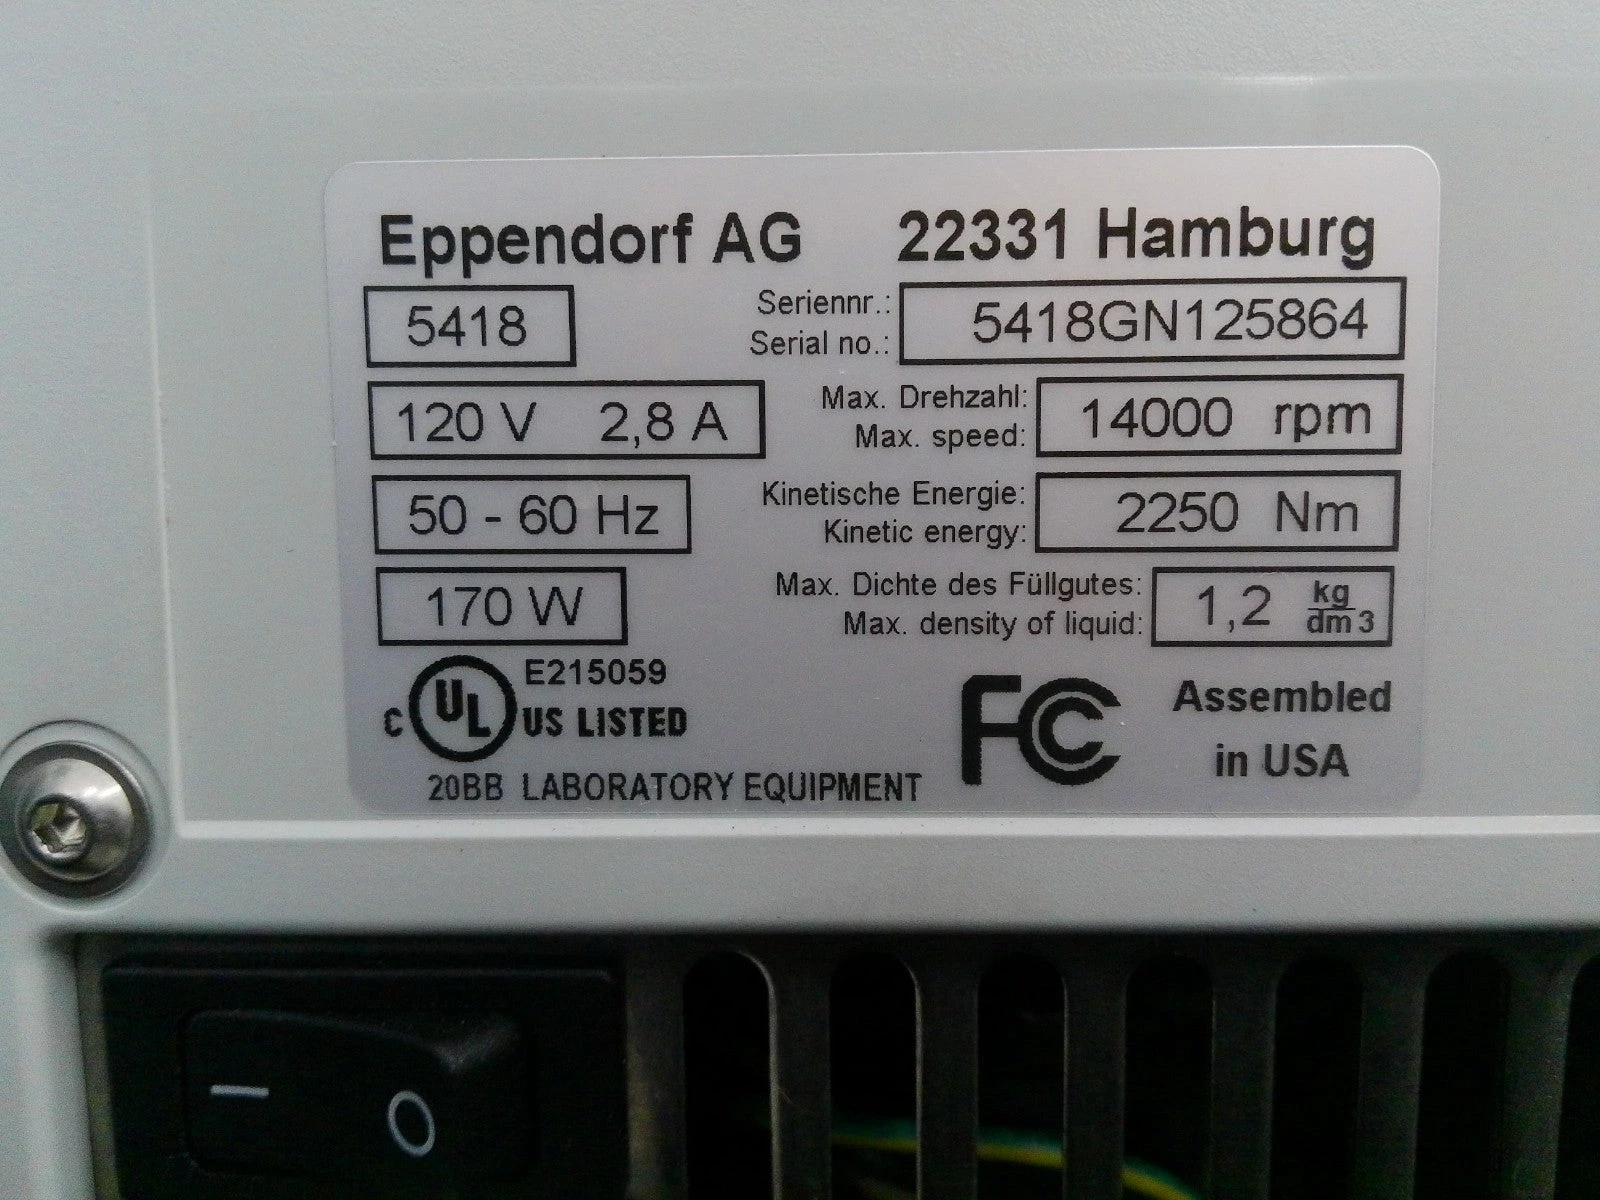 Eppendorf AG 22331 Hamburg
5418
Seriennr.:
Serial no.:
5418GN125864
120 V 2,8 A
Max. Drehzahl:
Max. speed:
14000 rpm
50 - 60 Hz
Kinetische Energie:
Kinetic energy:
2250 Nm
170 W
Max. Dichte des Füllgutes:
Max. density of liquid:
1,2 kg/dm3
C UL US LISTED
E215059
20BB LABORATORY EQUIPMENT
FC
Assembled
in USA